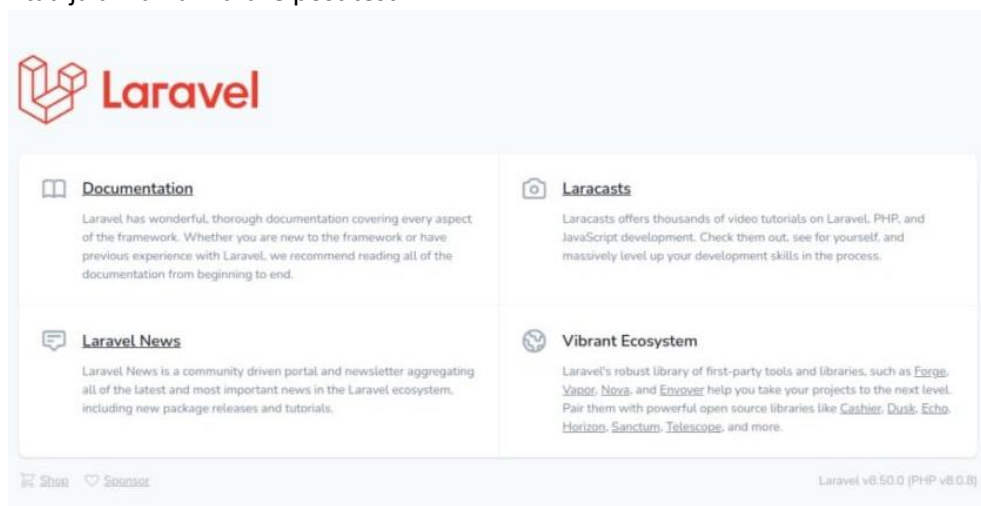 Laravel
Documentation
Laravel has wonderful, thorough documentation covering every aspect
of the framework. Whether you are new to the framework or have
previous experience with Laravel, we recommend reading all of the
documentation from beginning to end.
Laracasts
Laracasts offers thousands of video tutorials on Laravel, PHP, and
JavaScript development. Check them out, see for yourself, and
massively level up your development skills in the process.
Laravel News
Laravel News is a community driven portal and newsletter aggregating
all of the latest and most important news in the Laravel ecosystem,
including new package releases and tutorials.
Vibrant Ecosystem
Laravel's robust library of first-party tools and libraries, such as Forge,
Vapor, Nova, and Envoyer help you take your projects to the next level.
Pair them with powerful open source libraries like Cashier, Dusk, Echo,
Horizon, Sanctum, Telescope, and more.
Shop Sponsor
Laravel v8.50.0 (PHP v8.0.8)